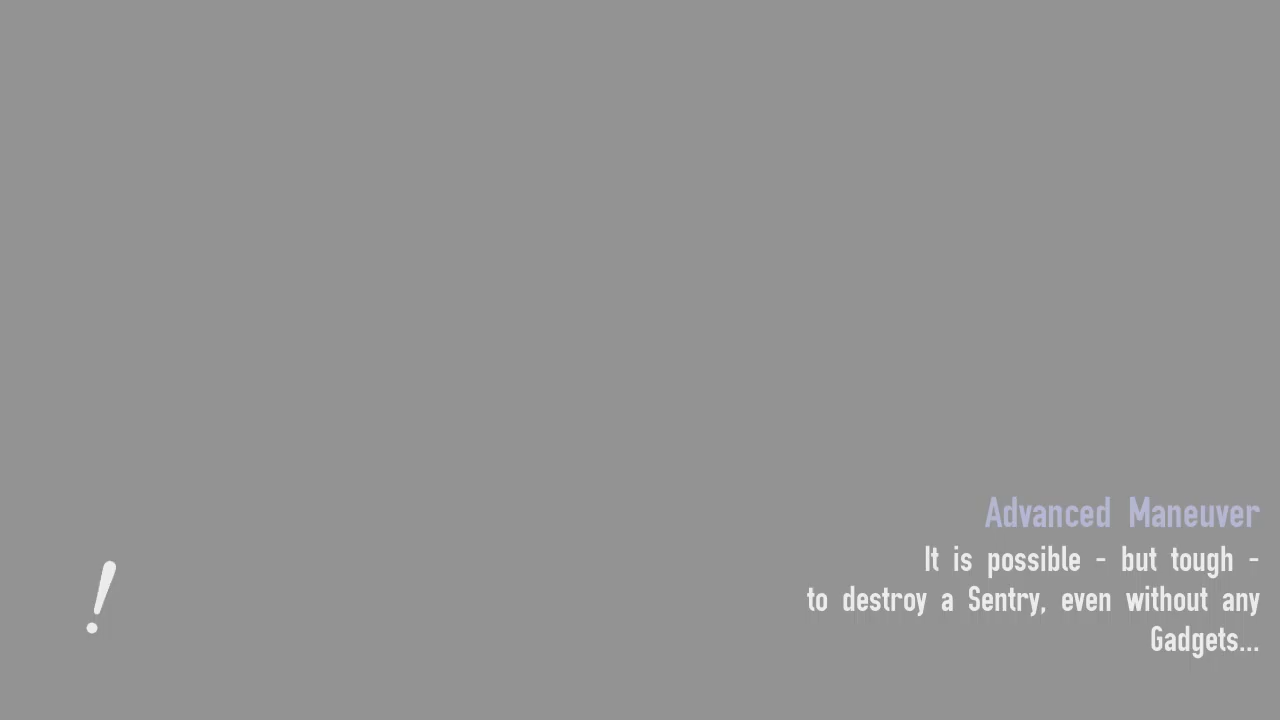 Advanced Maneuver
It is possible - but tough -
to destroy a Sentry, even without any
Gadgets...
!